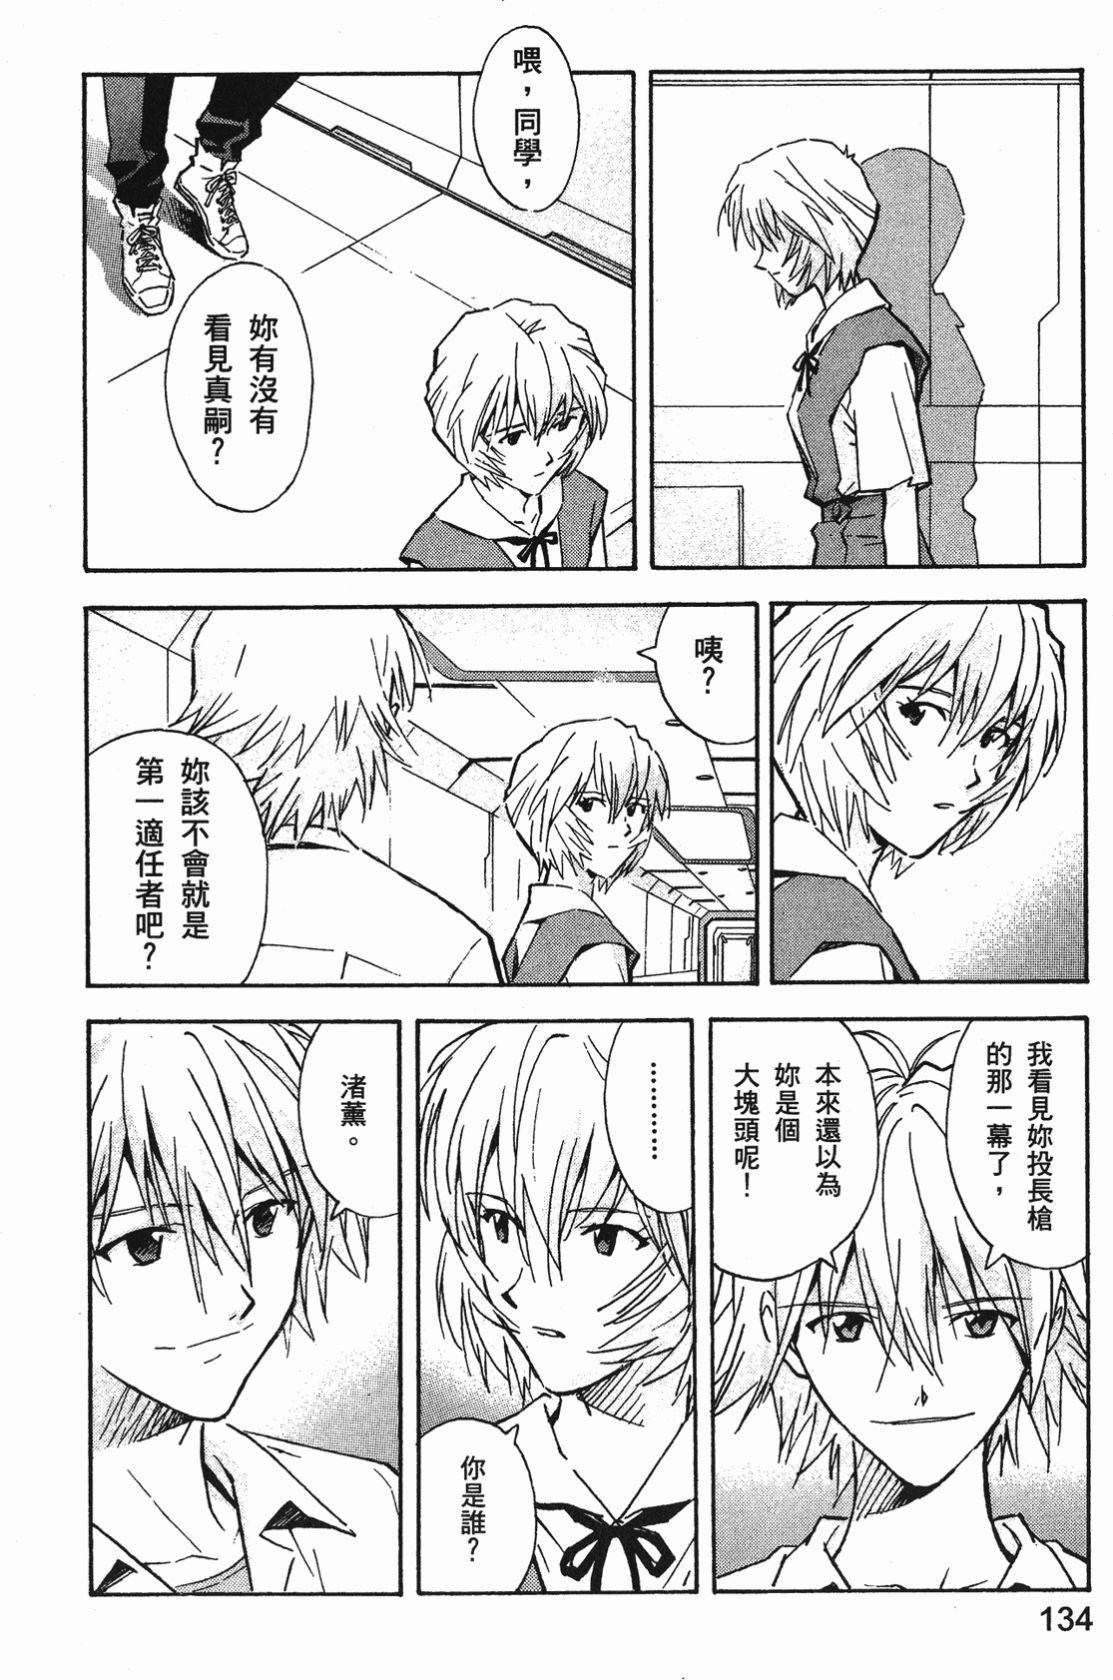 喂，同學，
妳有沒有
看見真嗣？
咦？
妳該不會就是
第一適任者吧？
我看見妳投長槍
的那一幕了，
本來還以為
妳是個
大塊頭呢！
…………
你是誰？
渚薰。
134